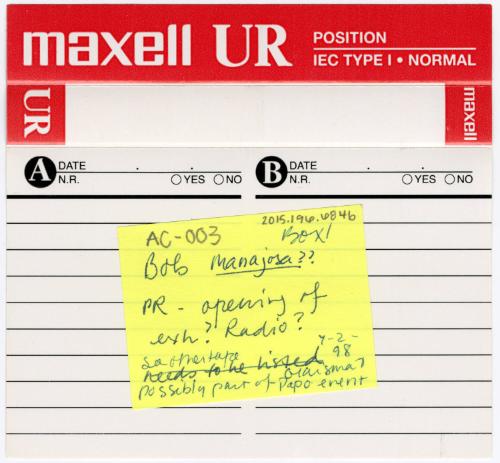 maxell UR POSITION
IEC TYPE I • NORMAL
UR maxell
A DATE . .
N.R. ○YES ○NO
B DATE . .
N.R. ○YES ○NO
2015.196.6846
AC-003 Box 1
Bob Manajosa??
PR - opening of
exh? Radio?
4-2-
98
needs to be listed
possibly part of Papo event